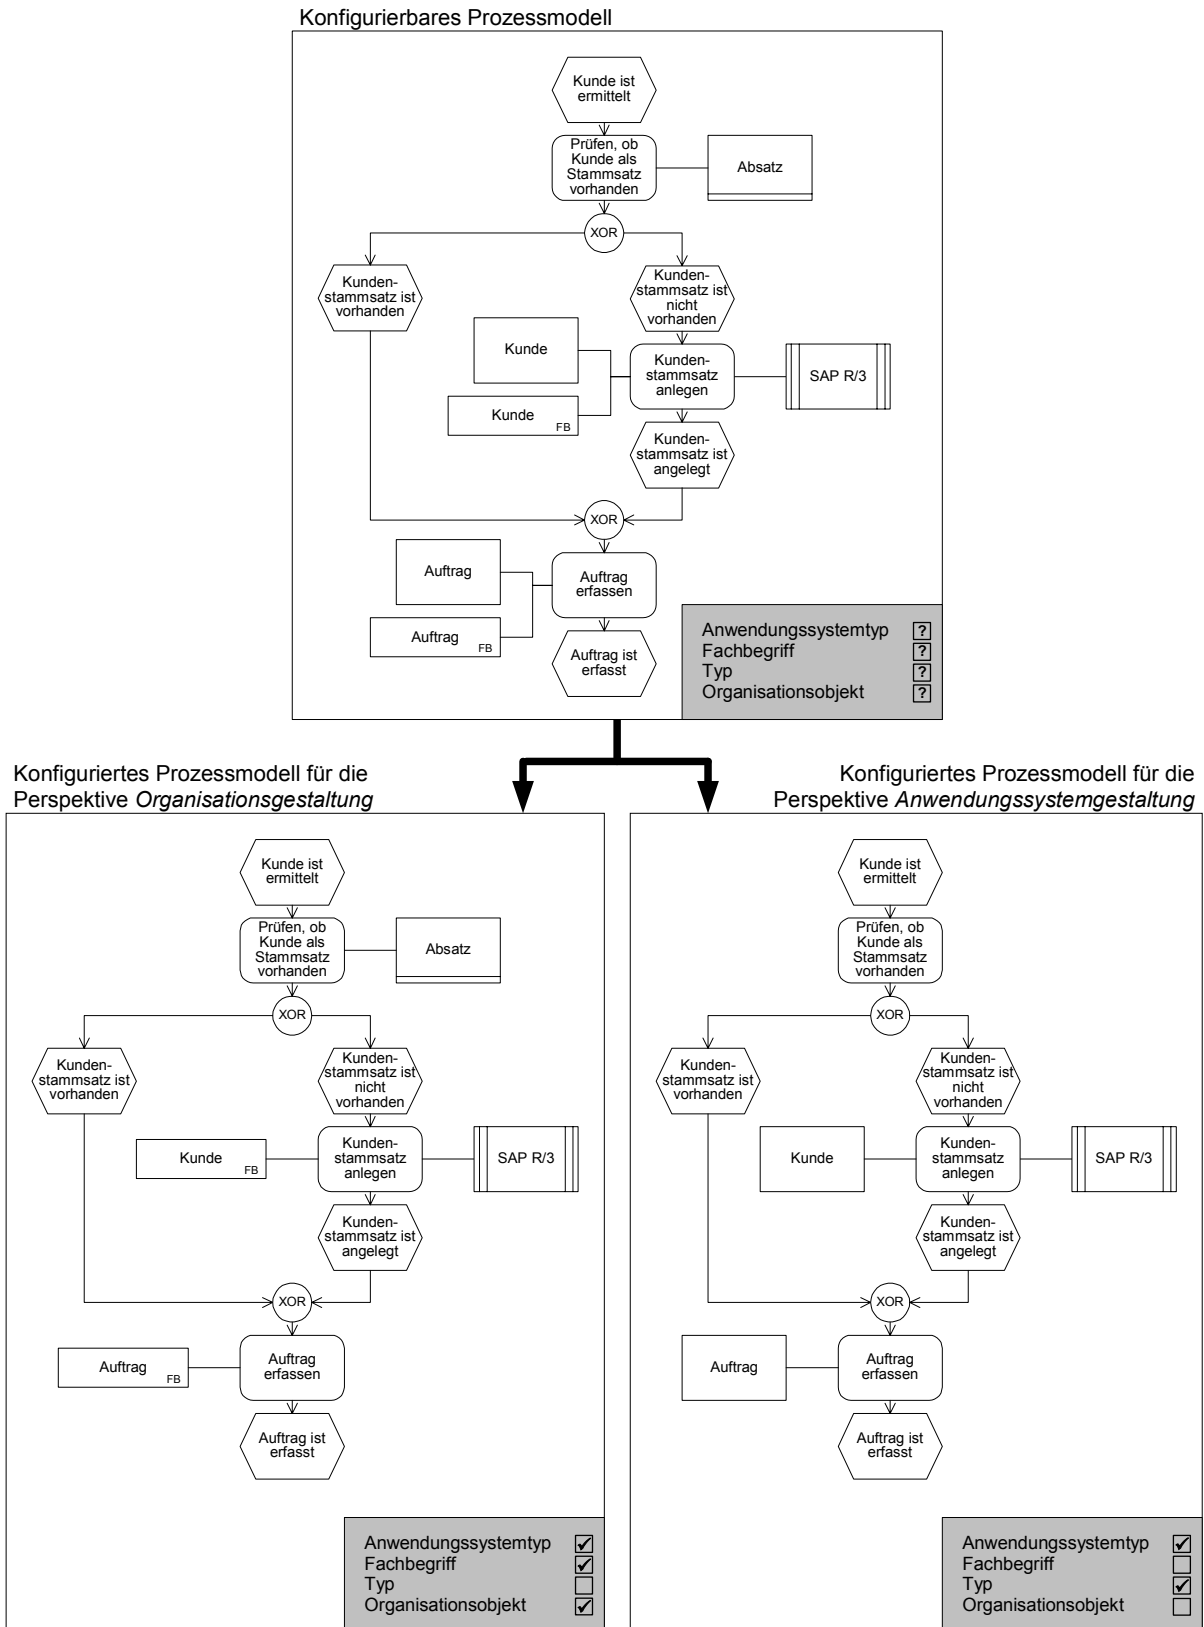 Konfigurierbares Prozessmodell
Kunde ist
ermittelt
Prüfen, ob
Kunde als
Stammsatz
vorhanden
Absatz
XOR
Kunden-
stammsatz ist
vorhanden
Kunden-
stammsatz ist
nicht
vorhanden
Kunde
Kunden-
stammsatz
anlegen
SAP R/3
Kunde
FB
Kunden-
stammsatz ist
angelegt
XOR
Auftrag
Auftrag
erfassen
Auftrag
FB
Auftrag ist
erfasst
Anwendungssystemtyp ?
Fachbegriff ?
Typ ?
Organisationsobjekt ?
Konfiguriertes Prozessmodell für die
Perspektive Organisationsgestaltung
Kunde ist
ermittelt
Prüfen, ob
Kunde als
Stammsatz
vorhanden
Absatz
XOR
Kunden-
stammsatz ist
vorhanden
Kunden-
stammsatz ist
nicht
vorhanden
Kunde
FB
Kunden-
stammsatz
anlegen
SAP R/3
Kunden-
stammsatz ist
angelegt
XOR
Auftrag
FB
Auftrag
erfassen
Auftrag ist
erfasst
Anwendungssystemtyp ☑
Fachbegriff ☑
Typ ☐
Organisationsobjekt ☑
Konfiguriertes Prozessmodell für die
Perspektive Anwendungssystemgestaltung
Kunde ist
ermittelt
Prüfen, ob
Kunde als
Stammsatz
vorhanden
XOR
Kunden-
stammsatz ist
vorhanden
Kunden-
stammsatz ist
nicht
vorhanden
Kunde
Kunden-
stammsatz
anlegen
SAP R/3
Kunden-
stammsatz ist
angelegt
XOR
Auftrag
Auftrag
erfassen
Auftrag ist
erfasst
Anwendungssystemtyp ☑
Fachbegriff ☐
Typ ☑
Organisationsobjekt ☐